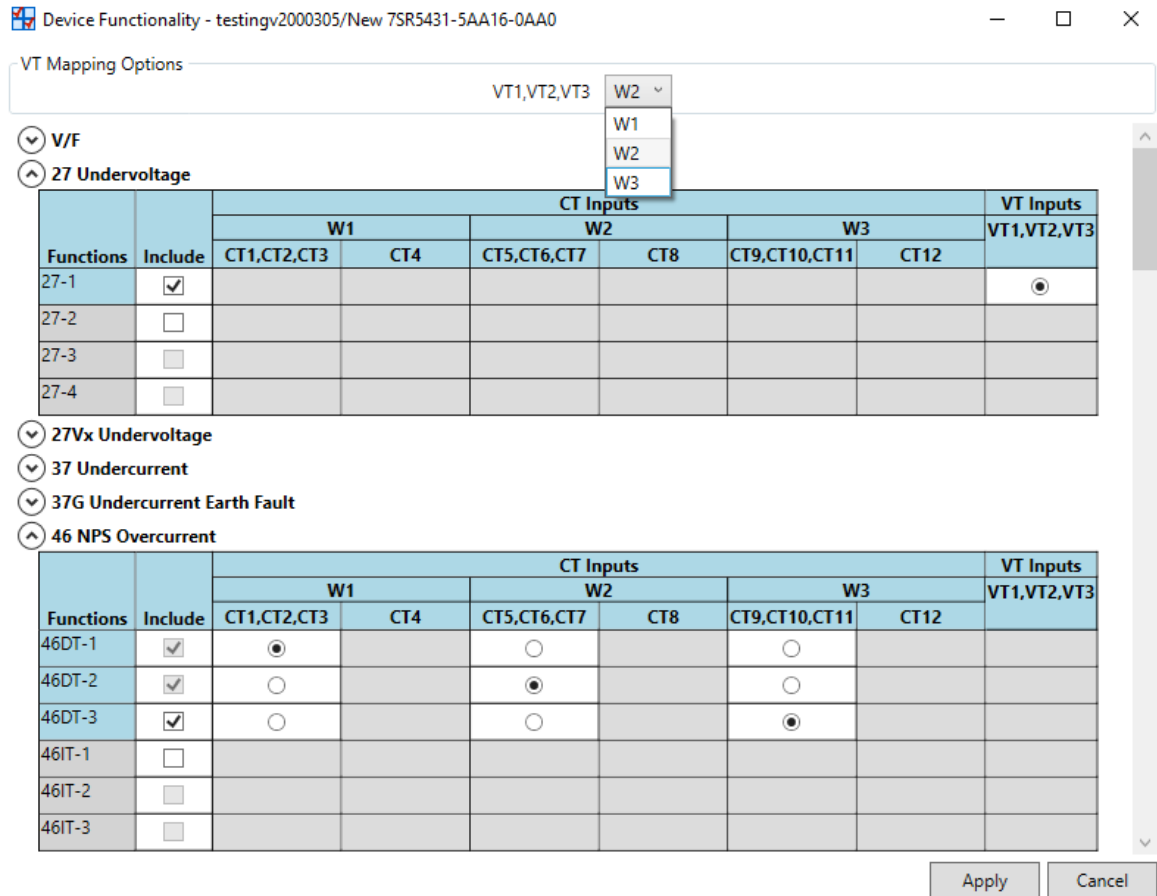 Device Functionality - testingv2000305/New 7SR5431-5AA16-0AA0
VT Mapping Options
VT1,VT2,VT3 W2
W1
W2
W3
V/F
27 Undervoltage
CT Inputs VT Inputs
W1 W2 W3 VT1,VT2,VT3
Functions Include CT1,CT2,CT3 CT4 CT5,CT6,CT7 CT8 CT9,CT10,CT11 CT12
27-1
27-2
27-3
27-4
27Vx Undervoltage
37 Undercurrent
37G Undercurrent Earth Fault
46 NPS Overcurrent
CT Inputs VT Inputs
W1 W2 W3 VT1,VT2,VT3
Functions Include CT1,CT2,CT3 CT4 CT5,CT6,CT7 CT8 CT9,CT10,CT11 CT12
46DT-1
46DT-2
46DT-3
46IT-1
46IT-2
46IT-3
Apply Cancel